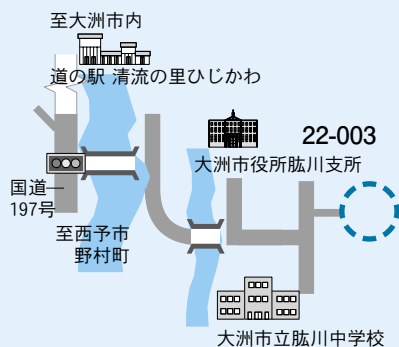 至大洲市内
道の駅 清流の里ひじかわ
22-003
大洲市役所肱川支所
国道
197号
至西予市
野村町
大洲市立肱川中学校